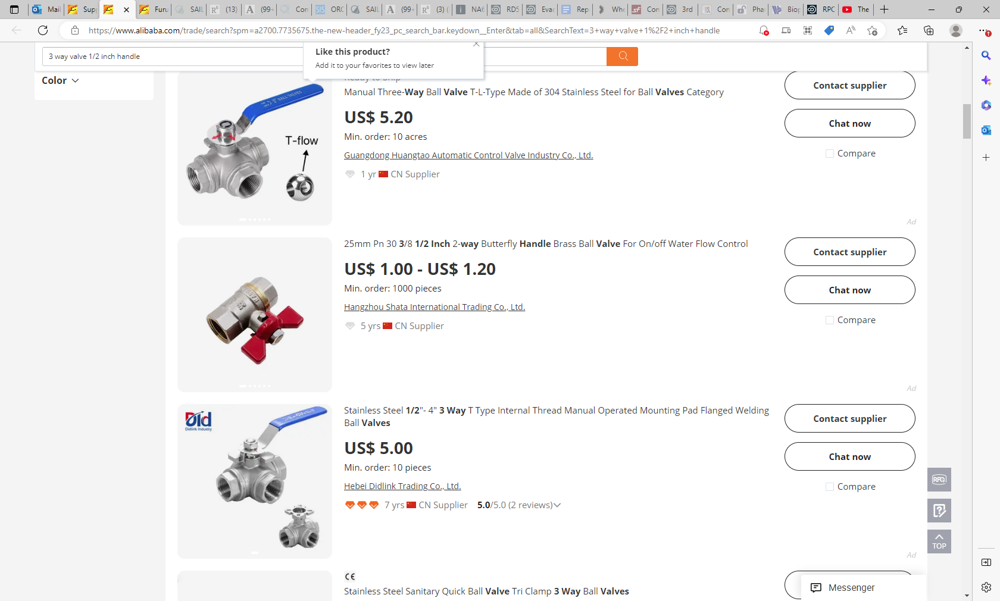 Mail
Sup
Furu
SAIL
(13)
(99+
Con
ORC
SAIL
(99+
(3) (
NA6
RDS
Evac
Rep
Whe
Con
3rd
Con
Pha
Biop
RPC
The
https://www.alibaba.com/trade/search?spm=a2700.7735675.the-new-header_fy23_pc_search_bar.keydown__Enter&tab=all&SearchText=3+way+valve+1%2F2+inch+handle
3 way valve 1/2 inch handle
Like this product?
Add it to your favorites to view later
Color
Ready to Ship
Manual Three-Way Ball Valve T-L-Type Made of 304 Stainless Steel for Ball Valves Category
US$ 5.20
Min. order: 10 acres
Guangdong Huangtao Automatic Control Valve Industry Co., Ltd.
1 yr CN Supplier
Contact supplier
Chat now
Compare
BALL VALVES
T-flow
Ad
25mm Pn 30 3/8 1/2 Inch 2-way Butterfly Handle Brass Ball Valve For On/off Water Flow Control
US$ 1.00 - US$ 1.20
Min. order: 1000 pieces
Hangzhou Shata International Trading Co., Ltd.
5 yrs CN Supplier
Contact supplier
Chat now
Compare
Ad
Did
Didlink Industry
Stainless Steel 1/2"- 4" 3 Way T Type Internal Thread Manual Operated Mounting Pad Flanged Welding
Ball Valves
US$ 5.00
Min. order: 10 pieces
Hebei Didlink Trading Co., Ltd.
7 yrs CN Supplier 5.0/5.0 (2 reviews)
Contact supplier
Chat now
Compare
Ad
RFQ
TOP
CE
Stainless Steel Sanitary Quick Ball Valve Tri Clamp 3 Way Ball Valves
Messenger